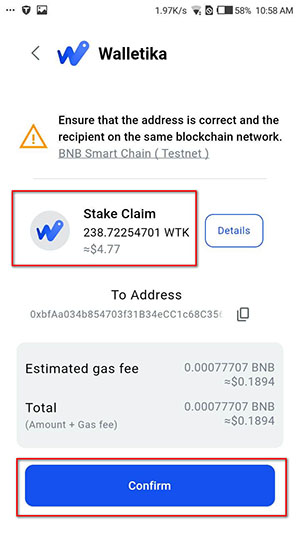 ... 1.97K/s 58% 10:58 AM
Walletika
Ensure that the address is correct and the
recipient on the same blockchain network.
BNB Smart Chain ( Testnet )
Stake Claim
238.72254701 WTK
≈$4.77
Details
To Address
0xbfAa034b854703f31B34eCC1c68C35
Estimated gas fee 0.00077707 BNB
≈$0.1894
Total 0.00077707 BNB
(Amount + Gas fee) ≈$0.1894
Confirm